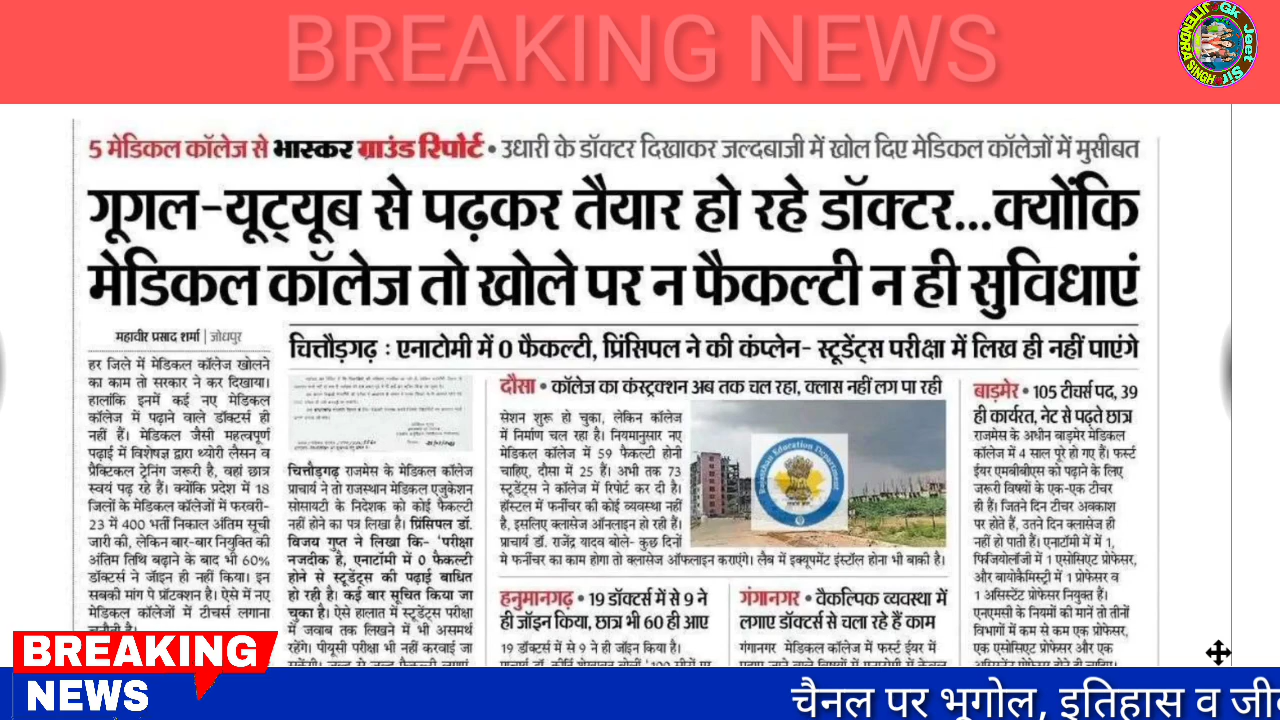 BREAKING NEWS
JITENDRA SINGH Gk Jeet Sir
5 मेडिकल कॉलेज से भास्कर ग्राउंड रिपोर्ट • उधारी के डॉक्टर दिखाकर जल्दबाजी में खोल दिए मेडिकल कॉलेजों में मुसीबत
गूगल-यूट्यूब से पढ़कर तैयार हो रहे डॉक्टर...क्योंकि
मेडिकल कॉलेज तो खोले पर न फैकल्टी न ही सुविधाएं
महावीर प्रसाद शर्मा | जोधपुर
हर जिले में मेडिकल कॉलेज खोलने
का काम तो सरकार ने कर दिखाया।
हालांकि इनमें कई नए मेडिकल
कॉलेज में पढ़ाने वाले डॉक्टर्स ही
नहीं हैं। मेडिकल जैसी महत्वपूर्ण
पढ़ाई में विशेषज्ञ द्वारा थ्योरी लैसन व
प्रैक्टिकल ट्रेनिंग जरूरी है, वहां छात्र
स्वयं पढ़ रहे हैं। क्योंकि प्रदेश में 18
जिलों के मेडिकल कॉलेजों में फरवरी-
23 में 400 भर्ती निकाल अंतिम सूची
जारी की, लेकिन बार-बार नियुक्ति की
अंतिम तिथि बढ़ाने के बाद भी 60%
डॉक्टर्स ने जॉइन ही नहीं किया। इन
सबकी मांग पे प्रॉटक्शन है। ऐसे में नए
मेडिकल कॉलेजों में टीचर्स लगाना
चुनौती है।
चित्तौड़गढ़ : एनाटोमी में 0 फैकल्टी, प्रिंसिपल ने की कंप्लेन- स्टूडेंट्स परीक्षा में लिख ही नहीं पाएंगे
चित्तौड़गढ़ राजमेस के मेडिकल कॉलेज
प्राचार्य ने तो राजस्थान मेडिकल एजुकेशन
सोसायटी के निदेशक को कोई फैकल्टी
नहीं होने का पत्र लिखा है। प्रिंसिपल डॉ.
विजय गुप्त ने लिखा कि- 'परीक्षा
नजदीक है, एनाटोमी में 0 फैकल्टी
होने से स्टूडेंट्स की पढ़ाई बाधित
हो रही है। कई बार सूचित किया जा
चुका है। ऐसे हालात में स्टूडेंट्स परीक्षा
में जवाब तक लिखने में भी असमर्थ
रहेंगे। पीयूसी परीक्षा भी नहीं करवाई जा
दौसा • कॉलेज का कंस्ट्रक्शन अब तक चल रहा, क्लास नहीं लग पा रही
सेशन शुरू हो चुका, लेकिन कॉलेज
में निर्माण चल रहा है। नियमानुसार नए
मेडिकल कॉलेज में 59 फैकल्टी होनी
चाहिए, दौसा में 25 हैं। अभी तक 73
स्टूडेंट्स ने कॉलेज में रिपोर्ट कर दी है।
हॉस्टल में फर्नीचर की कोई व्यवस्था नहीं
है, इसलिए क्लासेज ऑनलाइन हो रही हैं।
प्राचार्य डॉ. राजेंद्र यादव बोले- कुछ दिनों
मे फर्नीचर का काम होगा तो क्लासेज ऑफलाइन कराएंगे। लैब में इक्यूपमेंट इंस्टॉल होना भी बाकी है।
Rajasthan Education Department
हनुमानगढ़ • 19 डॉक्टर्स में से 9 ने
ही जॉइन किया, छात्र भी 60 ही आए
19 डॉक्टर्स में से 9 ने ही जॉइन किया है।
गंगानगर • वैकल्पिक व्यवस्था में
लगाए डॉक्टर्स से चला रहे हैं काम
गंगानगर मेडिकल कॉलेज में फर्स्ट ईयर में
बाड़मेर • 105 टीचर्स पद, 39
ही कार्यरत, नेट से पढ़ते छात्र
राजमेस के अधीन बाड़मेर मेडिकल
कॉलेज में 4 साल पूरे हो गए हैं। फर्स्ट
ईयर एमबीबीएस को पढ़ाने के लिए
जरूरी विषयों के एक-एक टीचर
ही हैं। जितने दिन टीचर अवकाश
पर होते हैं, उतने दिन क्लासेज ही
नहीं हो पाती हैं। एनाटोमी में में 1,
फिजियोलॉजी में 1 एसोसिएट प्रोफेसर,
और बायोकैमिस्ट्री में 1 प्रोफेसर व
1 असिस्टेंट प्रोफेसर नियुक्त हैं।
एनएमसी के नियमों की मानें तो तीनों
विभागों में कम से कम एक प्रोफेसर,
एक एसोसिएट प्रोफेसर और एक
असिस्टेंट प्रोफेसर होने ही चाहिए।
BREAKING
NEWS
चैनल पर भूगोल, इतिहास व जी